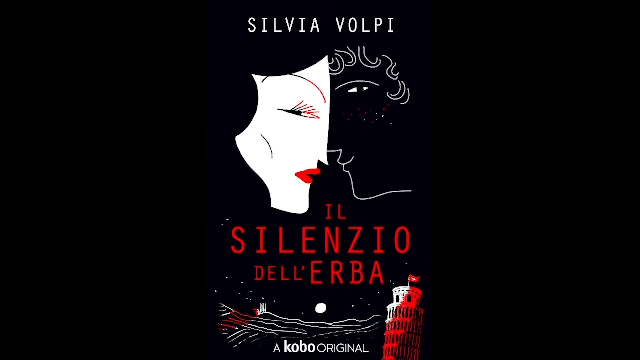 SILVIA VOLPI
IL
SILENZIO
DELL'ERBA
A kobo ORIGINAL